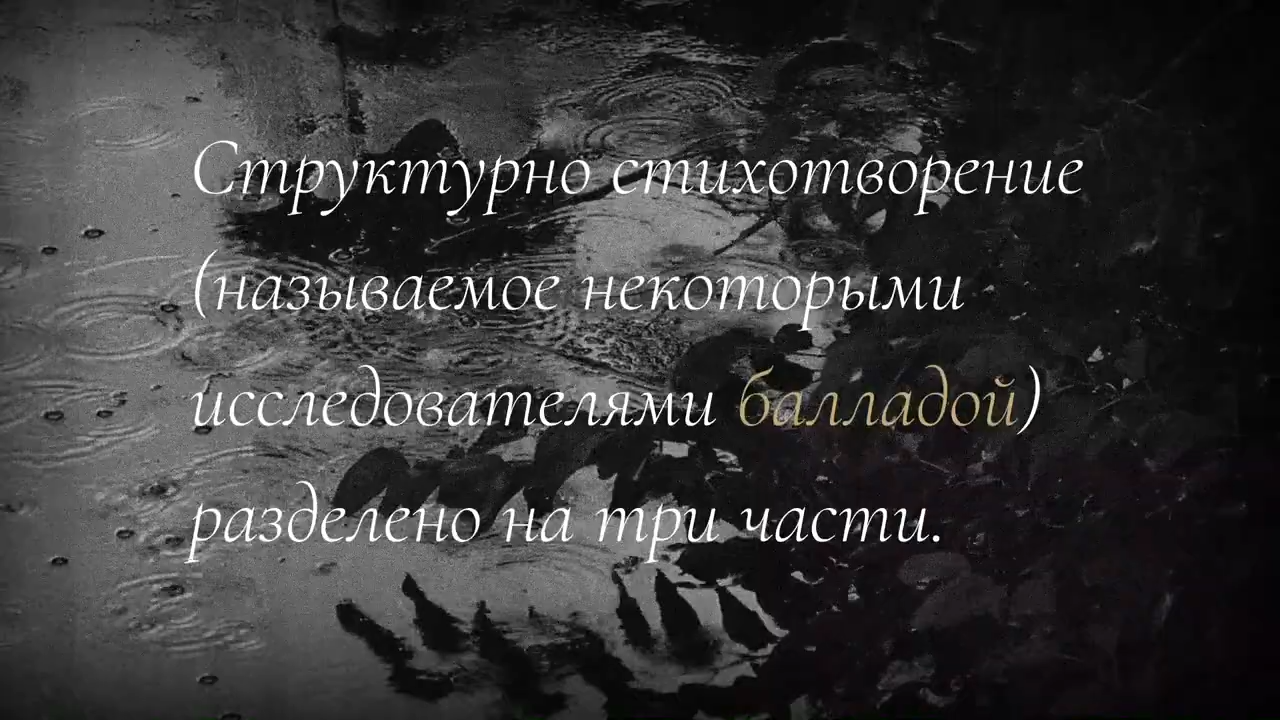 Структурно стихотворение
(называемое некоторыми
исследователями балладой)
разделено на три части.